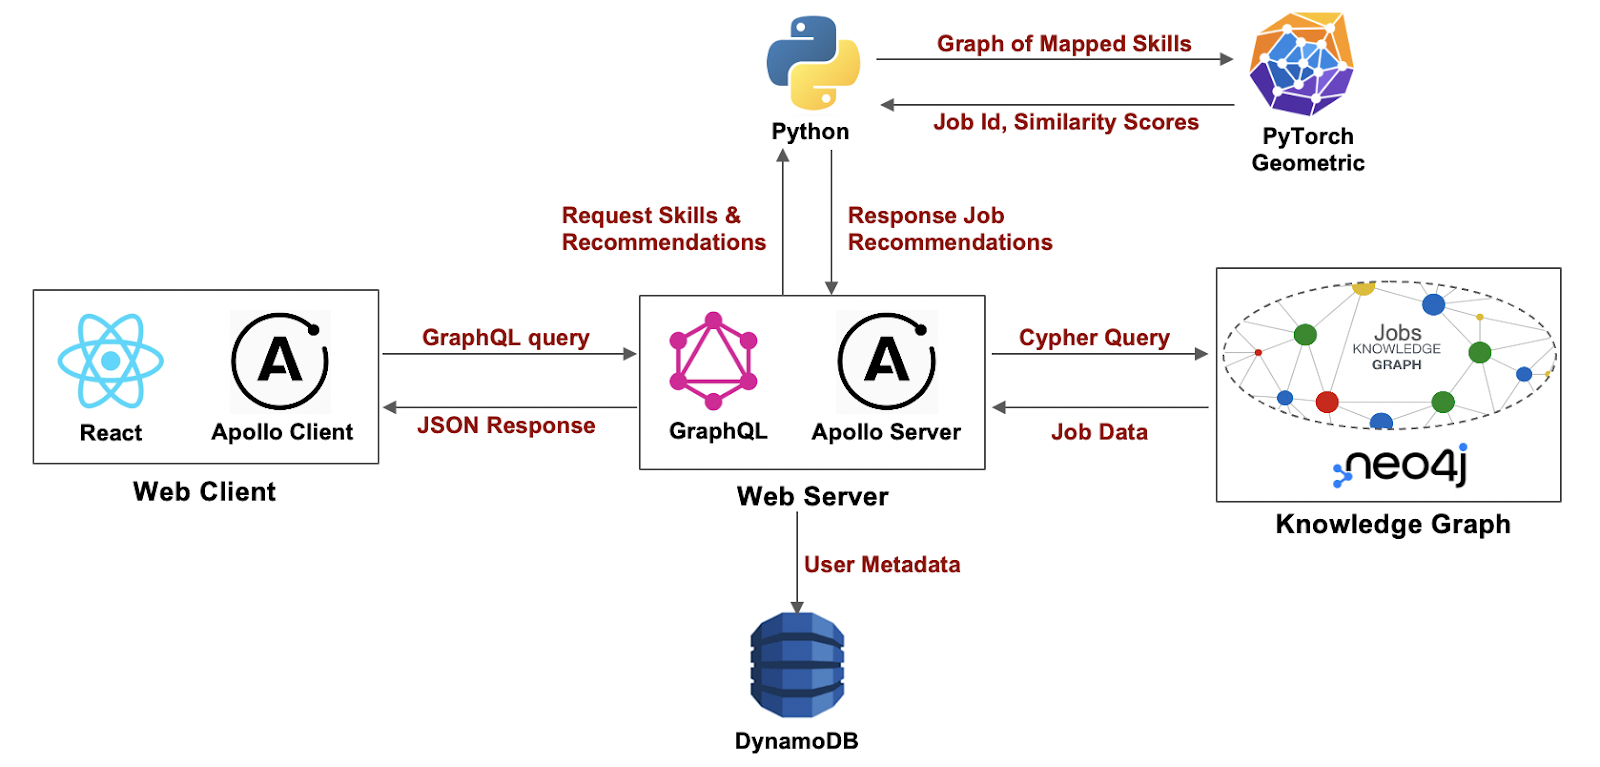 Graph of Mapped Skills
Job Id, Similarity Scores
Python
PyTorch
Geometric
Request Skills &
Recommendations
Response Job
Recommendations
GraphQL query
JSON Response
React
A
Apollo Client
Web Client
GraphQL
A
Apollo Server
Web Server
Cypher Query
Job Data
Jobs
KNOWLEDGE
GRAPH
neo4j
Knowledge Graph
User Metadata
DynamoDB